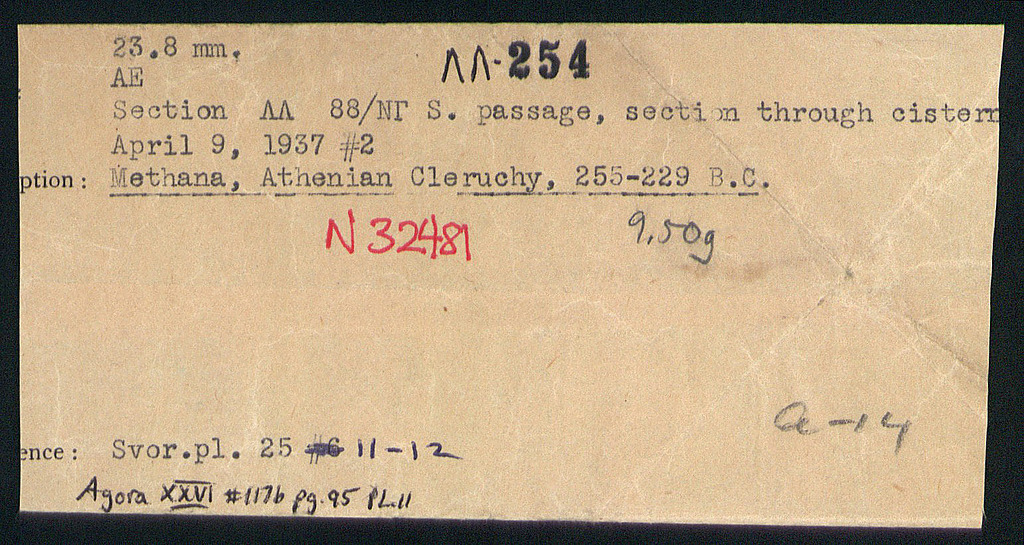 23.8 mm.
ΛΛ-254
AE
Section ΛΛ 88/ΝΓ S. passage, section through cistern
April 9, 1937 #2
ption: Methana, Athenian Cleruchy, 255-229 B.C.
N 32481
9.50g
a-14
ence: Svor.pl. 25 #6 11-12
Agora XXVI #117b pg.95 PL.11